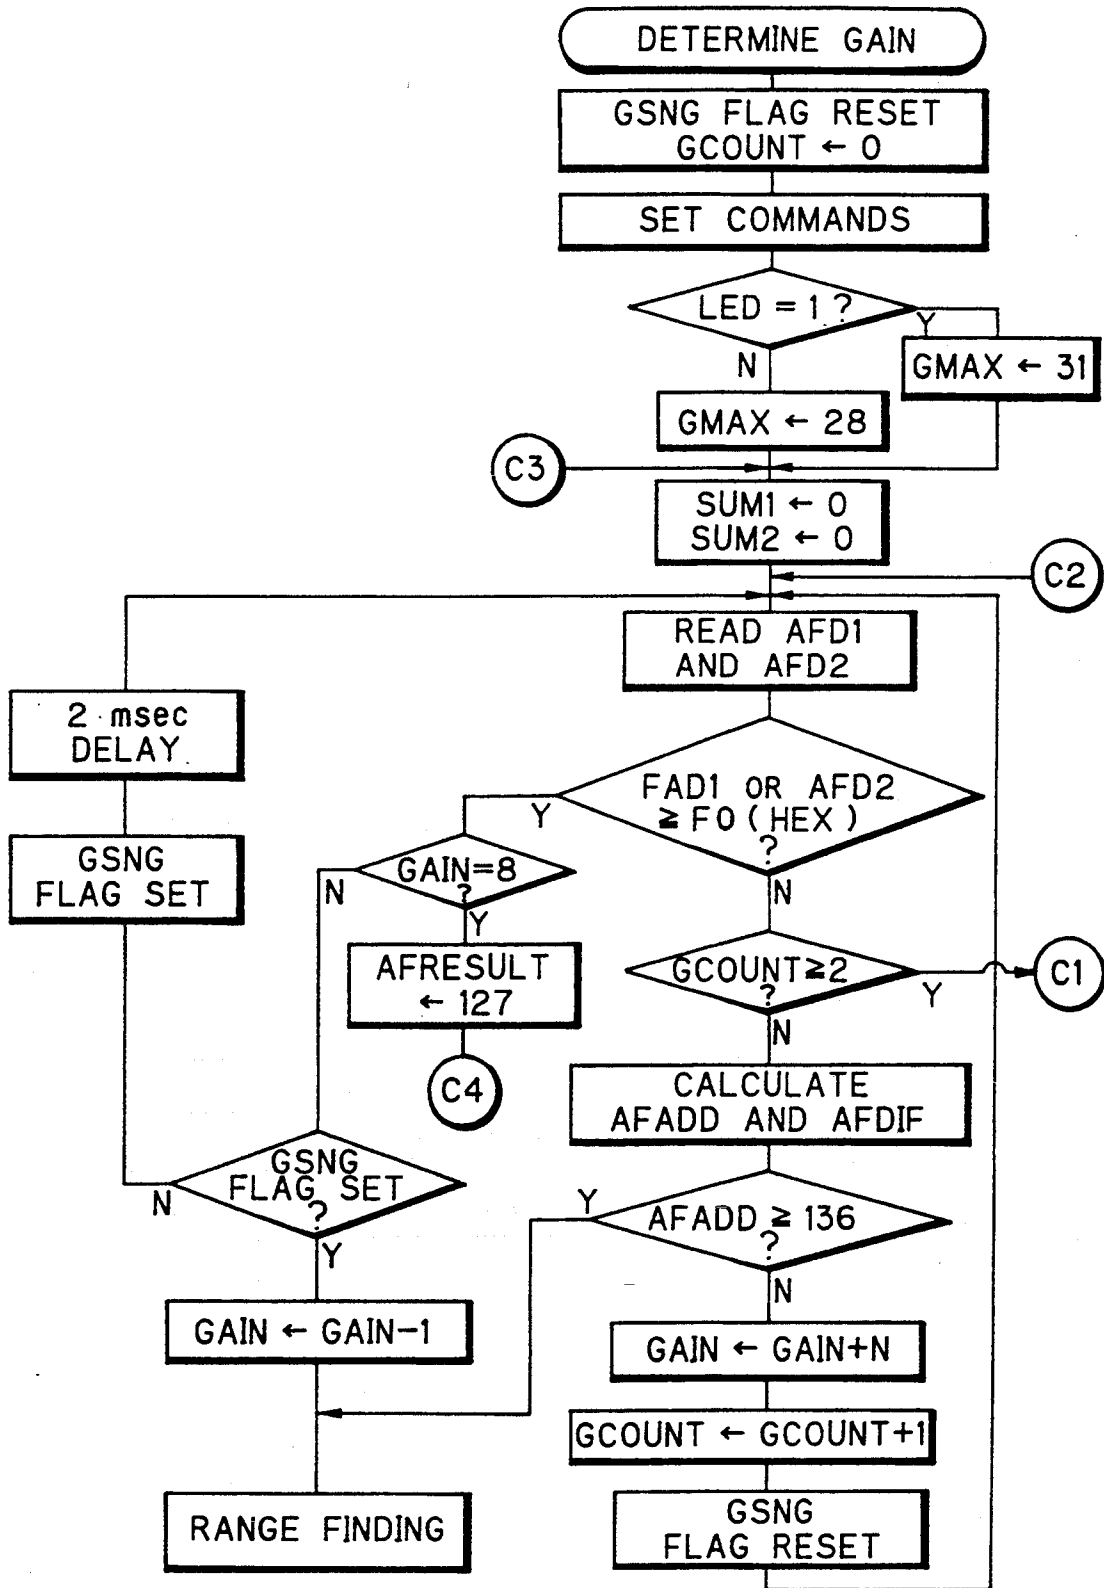 DETERMINE GAIN
GSNG FLAG RESET
GCOUNT ← 0
SET COMMANDS
LED = 1 ?
Y
N
GMAX ← 31
GMAX ← 28
C3
SUM1 ← 0
SUM2 ← 0
C2
READ AFD1
AND AFD2
2 msec
DELAY
FAD1 OR AFD2
≧ F0 ( HEX )
?
Y
N
GSNG
FLAG SET
GAIN=8
?
N
Y
AFRESULT
← 127
C4
GCOUNT≧2
?
Y
N
C1
CALCULATE
AFADD AND AFDIF
GSNG
FLAG SET
?
N
Y
AFADD ≧ 136
?
Y
N
GAIN ← GAIN-1
GAIN ← GAIN+N
GCOUNT ← GCOUNT+1
RANGE FINDING
GSNG
FLAG RESET